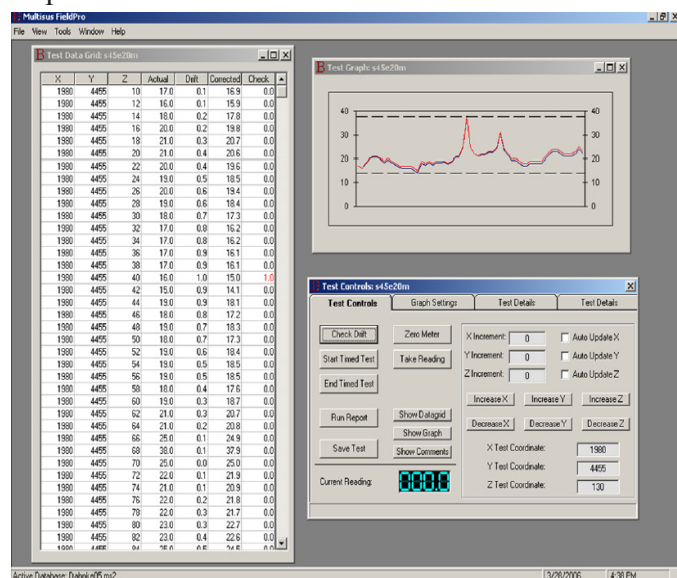 Multisus FieldPro
File View Tools Window Help
Test Data Grid: s45e20m
X Y Z Actual Drift Corrected Check
1980 4455 10 17.0 0.1 16.9 0.0
1980 4455 12 16.0 0.1 15.9 0.0
1980 4455 14 18.0 0.2 17.8 0.0
1980 4455 16 20.0 0.2 19.8 0.0
1980 4455 18 21.0 0.3 20.7 0.0
1980 4455 20 21.0 0.4 20.6 0.0
1980 4455 22 20.0 0.4 19.6 0.0
1980 4455 24 19.0 0.5 18.5 0.0
1980 4455 26 20.0 0.6 19.4 0.0
1980 4455 28 19.0 0.6 18.4 0.0
1980 4455 30 18.0 0.7 17.3 0.0
1980 4455 32 17.0 0.8 16.2 0.0
1980 4455 34 17.0 0.8 16.2 0.0
1980 4455 36 17.0 0.9 16.1 0.0
1980 4455 38 17.0 0.9 16.1 0.0
1980 4455 40 16.0 1.0 15.0 1.0
1980 4455 42 15.0 0.9 14.1 0.0
1980 4455 44 19.0 0.9 18.1 0.0
1980 4455 46 18.0 0.8 17.2 0.0
1980 4455 48 19.0 0.7 18.3 0.0
1980 4455 50 18.0 0.7 17.3 0.0
1980 4455 52 19.0 0.6 18.4 0.0
1980 4455 54 19.0 0.5 18.5 0.0
1980 4455 56 19.0 0.5 18.5 0.0
1980 4455 58 18.0 0.4 17.6 0.0
1980 4455 60 19.0 0.3 18.7 0.0
1980 4455 62 21.0 0.3 20.7 0.0
1980 4455 64 21.0 0.2 20.8 0.0
1980 4455 66 25.0 0.1 24.9 0.0
1980 4455 68 38.0 0.1 37.9 0.0
1980 4455 70 25.0 0.0 25.0 0.0
1980 4455 72 22.0 0.1 21.9 0.0
1980 4455 74 21.0 0.1 20.9 0.0
1980 4455 76 22.0 0.2 21.8 0.0
1980 4455 78 22.0 0.3 21.7 0.0
1980 4455 80 23.0 0.3 22.7 0.0
1980 4455 82 23.0 0.4 22.6 0.0
1980 4455 84 25.0 0.5 24.5 0.0
Test Graph: s45e20m
40 40
30 30
20 20
10 10
0 0
Test Controls: s45e20m
Test Controls Graph Settings Test Details Test Details
Check Drift Zero Meter X Increment: 0 Auto Update X
Start Timed Test Take Reading Y Increment: 0 Auto Update Y
End Timed Test Z Increment: 0 Auto Update Z
Increase X Increase Y Increase Z
Run Report Show Datagrid Decrease X Decrease Y Decrease Z
Show Graph
Save Test Show Comments X Test Coordinate: 1980
Y Test Coordinate: 4455
Current Reading: 000.0 Z Test Coordinate: 130
Active Database: Dahnke05.ms2 3/28/2006 4:38 PM